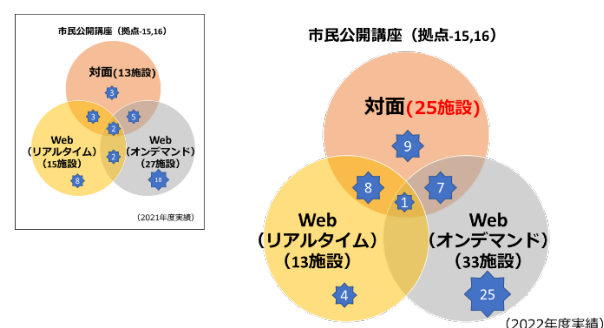 市民公開講座（拠点-15,16）
対面(13施設)
3
3
5
2
Web
（リアルタイム）
（15施設）
2
Web
（オンデマンド）
（27施設）
8
18
（2021年度実績）
市民公開講座（拠点-15,16）
対面(25施設)
9
8
7
1
Web
（リアルタイム）
（13施設）
Web
（オンデマンド）
（33施設）
4
25
（2022年度実績）